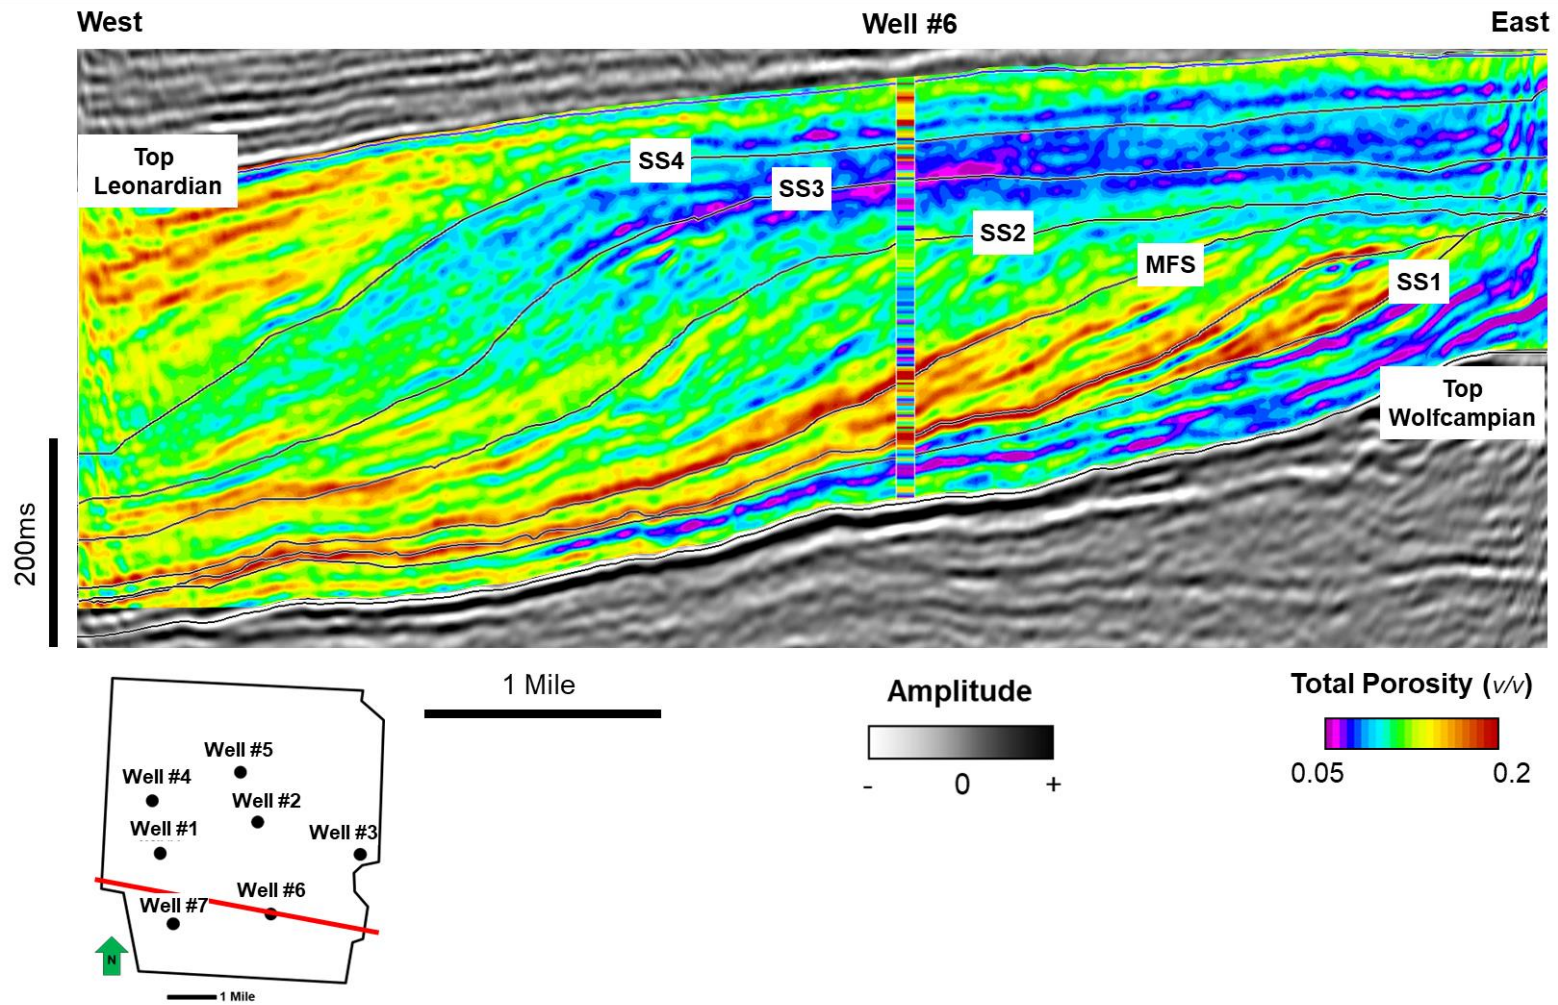 West
Well #6
East
Top
Leonardian
SS4
SS3
SS2
MFS
SS1
Top
Wolfcampian
200ms
1 Mile
Amplitude
- 0 +
Total Porosity (v/v)
0.05 0.2
Well #5
Well #4
Well #2
Well #1
Well #3
Well #6
Well #7
N
1 Mile